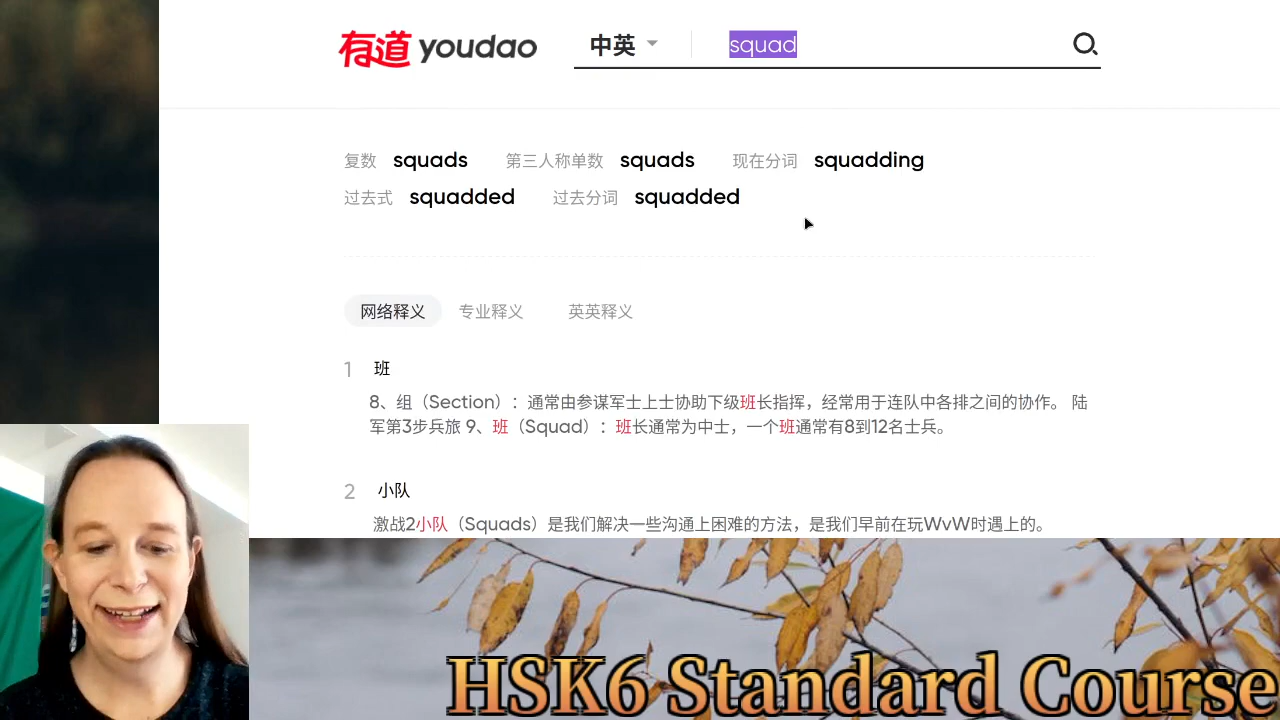 有道 youdao 中英 squad
复数 squads 第三人称单数 squads 现在分词 squadding
过去式 squadded 过去分词 squadded
网络释义 专业释义 英英释义
1 班
8、组（Section）：通常由参谋军士上士协助下级班长指挥，经常用于连队中各排之间的协作。 陆
军第3步兵旅 9、班（Squad）：班长通常为中士，一个班通常有8到12名士兵。
2 小队
激战2小队（Squads）是我们解决一些沟通上困难的方法，是我们早前在玩WvW时遇上的。
HSK6 Standard Course